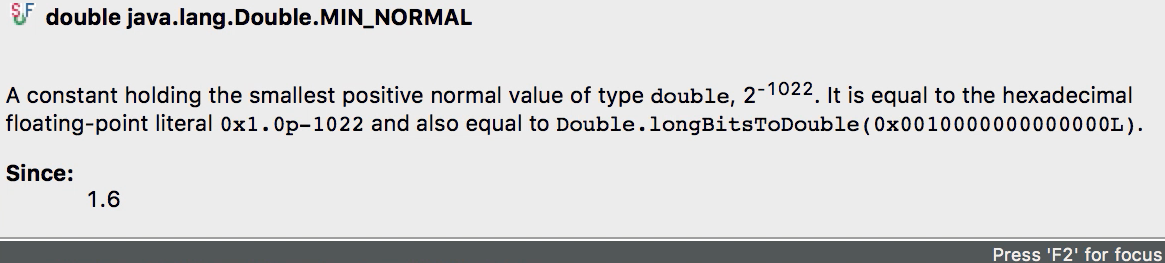 SF double java.lang.Double.MIN_NORMAL
A constant holding the smallest positive normal value of type double, 2-1022. It is equal to the hexadecimal
floating-point literal 0x1.0p-1022 and also equal to Double.longBitsToDouble(0x0010000000000000L).
Since:
1.6
Press 'F2' for focus